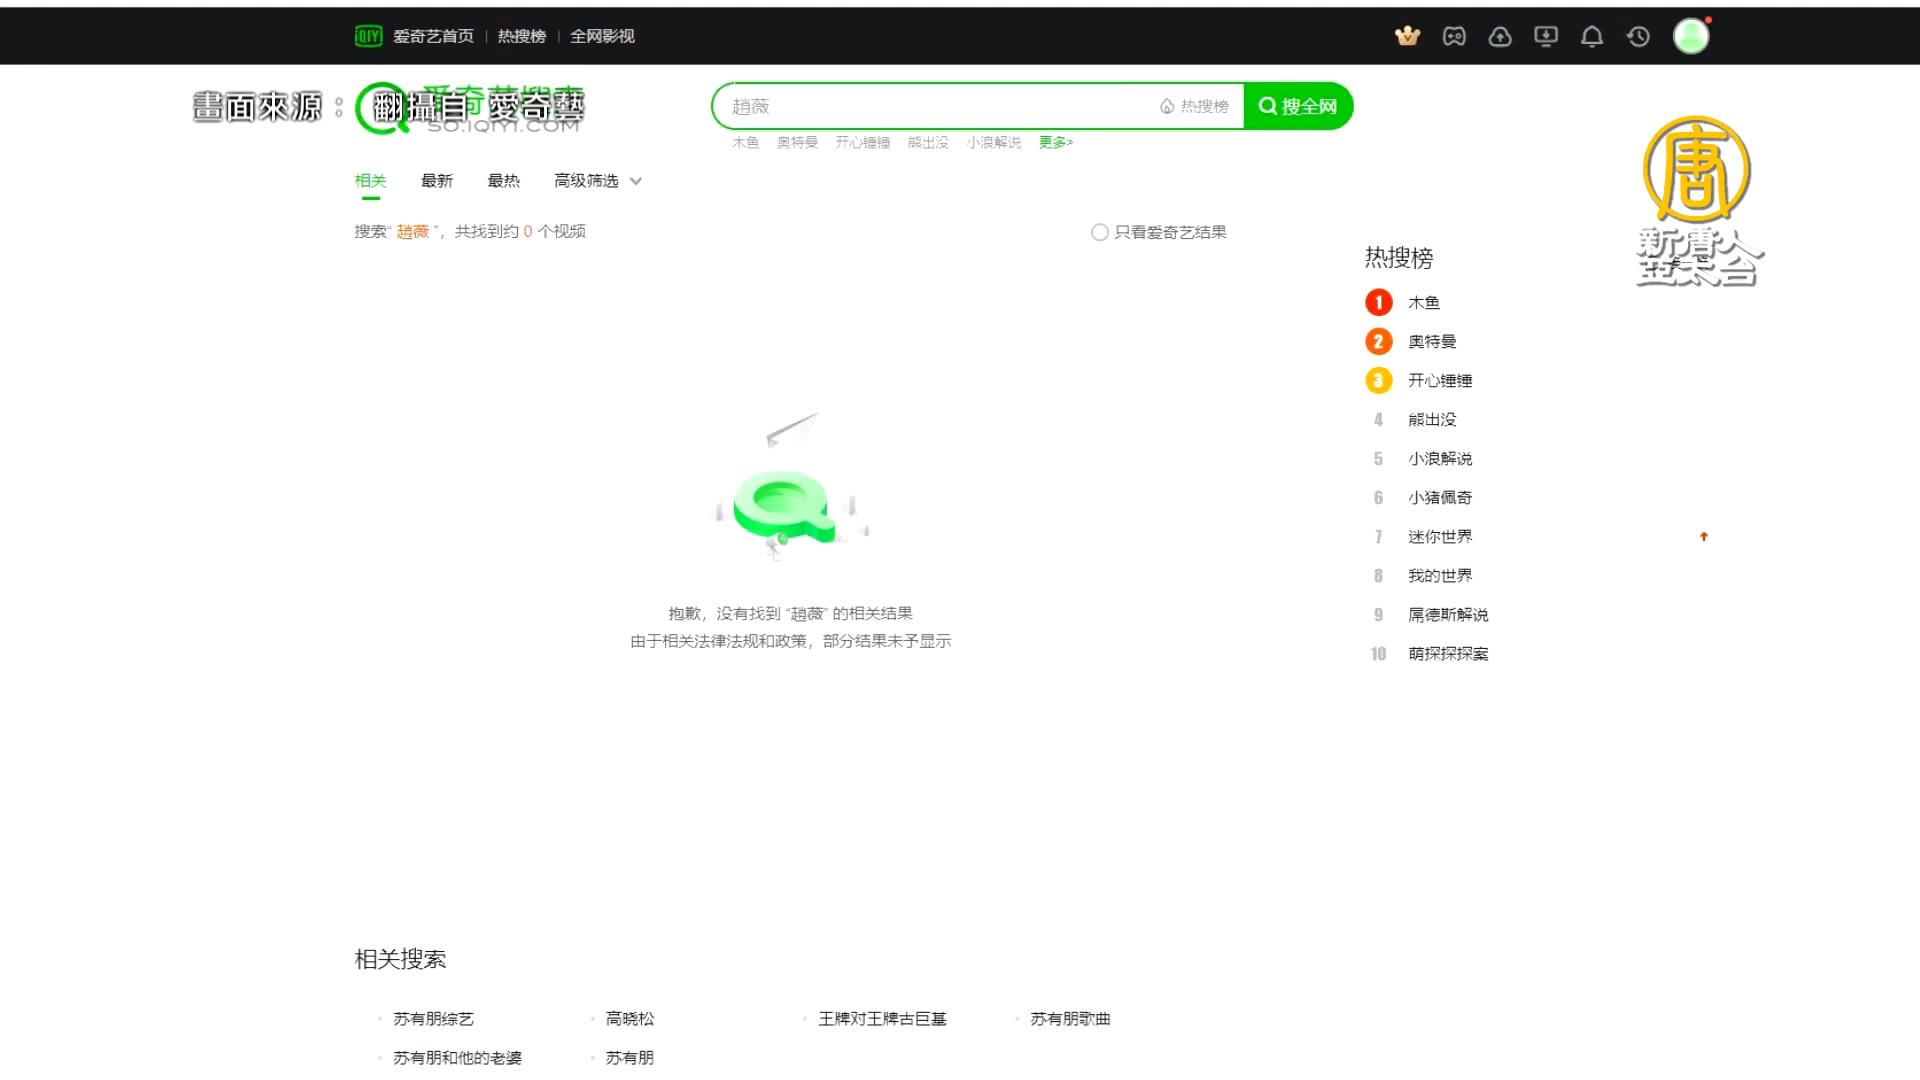 爱奇艺首页 | 热搜榜 | 全网影视
畫面來源： 翻攝自 愛奇藝
SO.IQIYI.COM
趙薇
热搜榜
搜全网
木鱼 奥特曼 开心锤锤 熊出没 小浪解说 更多>
相关 最新 最热 高级筛选
搜索“趙薇”，共找到约 0 个视频
只看爱奇艺结果
唐
新唐人
亞太台
热搜榜
1 木鱼
2 奥特曼
3 开心锤锤
4 熊出没
5 小浪解说
6 小猪佩奇
7 迷你世界
8 我的世界
9 屌德斯解说
10 萌探探探案
抱歉，没有找到 “趙薇” 的相关结果
由于相关法律法规和政策，部分结果未予显示
相关搜索
苏有朋综艺 高晓松 王牌对王牌古巨基 苏有朋歌曲
苏有朋和他的老婆 苏有朋